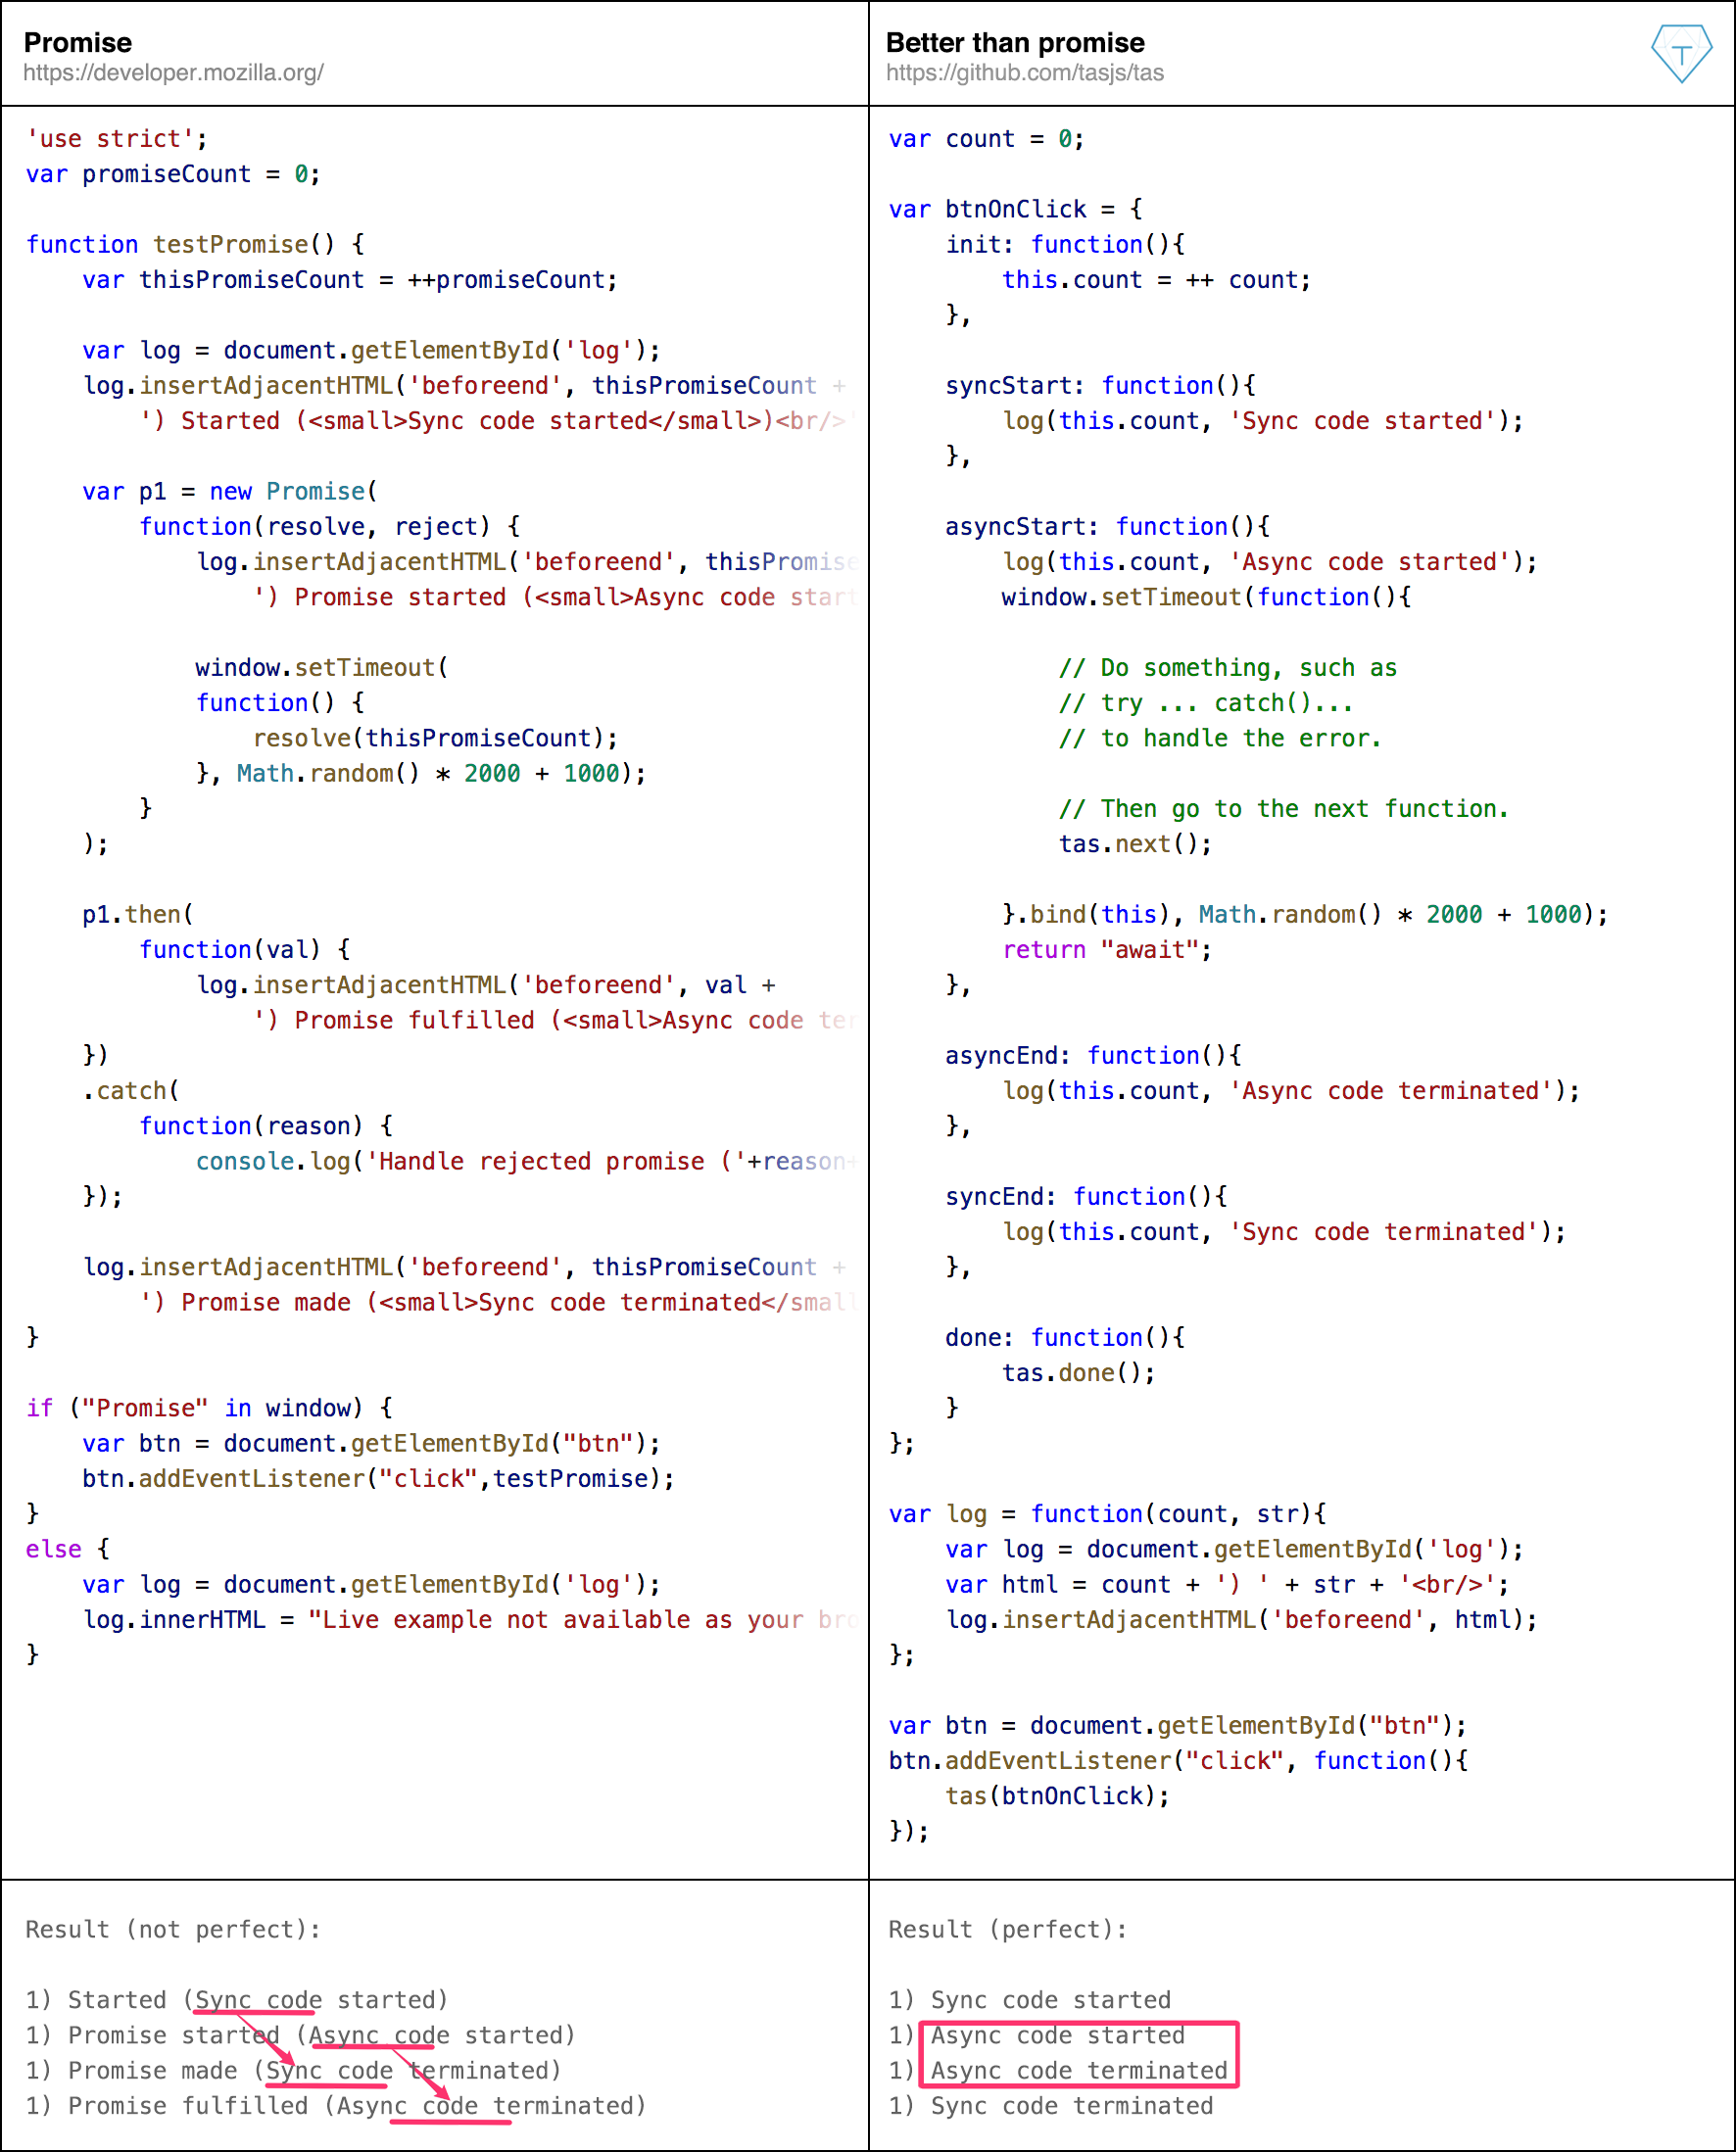 Promise
https://developer.mozilla.org/
'use strict';
var promiseCount = 0;
function testPromise() {
    var thisPromiseCount = ++promiseCount;
    var log = document.getElementById('log');
    log.insertAdjacentHTML('beforeend', thisPromiseCount +
        ') Started (<small>Sync code started</small>)<br/>'
    var p1 = new Promise(
        function(resolve, reject) {
            log.insertAdjacentHTML('beforeend', thisPromise
                ') Promise started (<small>Async code start
            window.setTimeout(
            function() {
                resolve(thisPromiseCount);
            }, Math.random() * 2000 + 1000);
        }
    );
    p1.then(
        function(val) {
            log.insertAdjacentHTML('beforeend', val +
                ') Promise fulfilled (<small>Async code ter
    })
    .catch(
        function(reason) {
            console.log('Handle rejected promise ('+reason+
    });
    log.insertAdjacentHTML('beforeend', thisPromiseCount +
        ') Promise made (<small>Sync code terminated</small
}
if ("Promise" in window) {
    var btn = document.getElementById("btn");
    btn.addEventListener("click",testPromise);
}
else {
    var log = document.getElementById('log');
    log.innerHTML = "Live example not available as your bro
}
Result (not perfect):
1) Started (Sync code started)
1) Promise started (Async code started)
1) Promise made (Sync code terminated)
1) Promise fulfilled (Async code terminated)
Better than promise
https://github.com/tasjs/tas
T
var count = 0;
var btnOnClick = {
    init: function(){
        this.count = ++ count;
    },
    syncStart: function(){
        log(this.count, 'Sync code started');
    },
    asyncStart: function(){
        log(this.count, 'Async code started');
        window.setTimeout(function(){
            // Do something, such as
            // try ... catch()...
            // to handle the error.
            // Then go to the next function.
            tas.next();
        }.bind(this), Math.random() * 2000 + 1000);
        return "await";
    },
    asyncEnd: function(){
        log(this.count, 'Async code terminated');
    },
    syncEnd: function(){
        log(this.count, 'Sync code terminated');
    },
    done: function(){
        tas.done();
    }
};
var log = function(count, str){
    var log = document.getElementById('log');
    var html = count + ') ' + str + '<br/>';
    log.insertAdjacentHTML('beforeend', html);
};
var btn = document.getElementById("btn");
btn.addEventListener("click", function(){
    tas(btnOnClick);
});
Result (perfect):
1) Sync code started
1) Async code started
1) Async code terminated
1) Sync code terminated